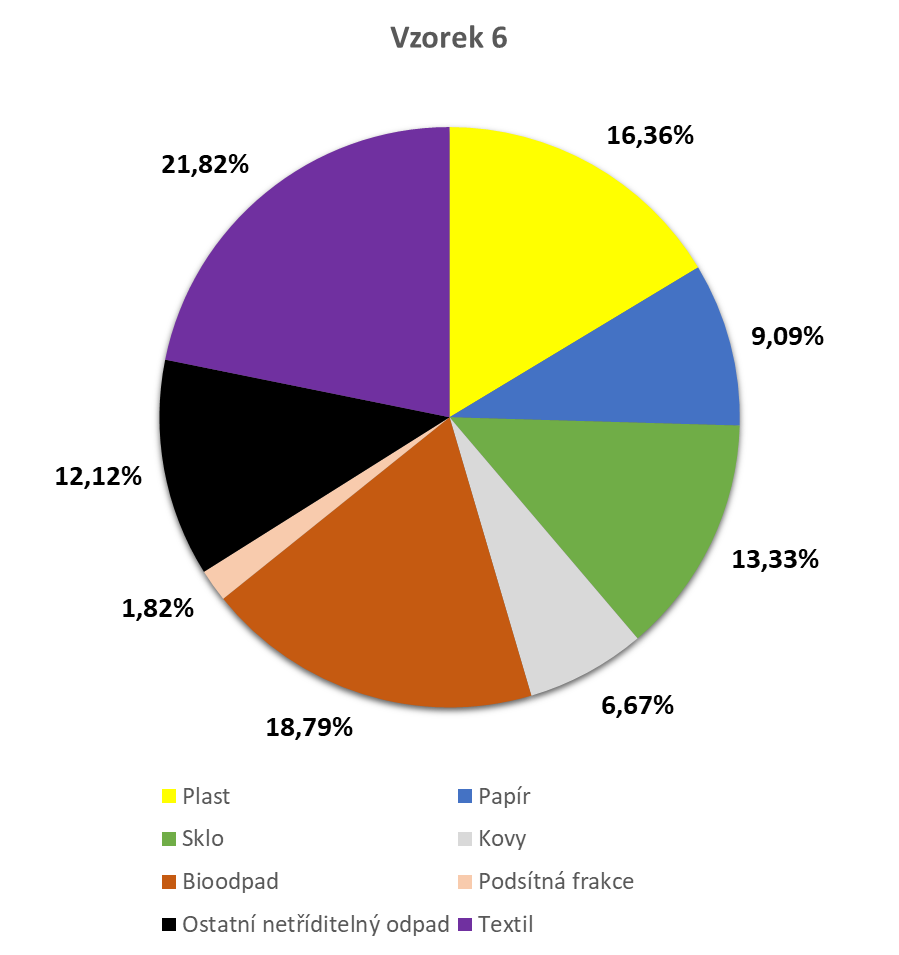 Vzorek 6
16,36%
21,82%
9,09%
12,12%
13,33%
1,82%
6,67%
18,79%
Plast
Papír
Sklo
Kovy
Bioodpad
Podsítná frakce
Ostatní netříditelný odpad
Textil